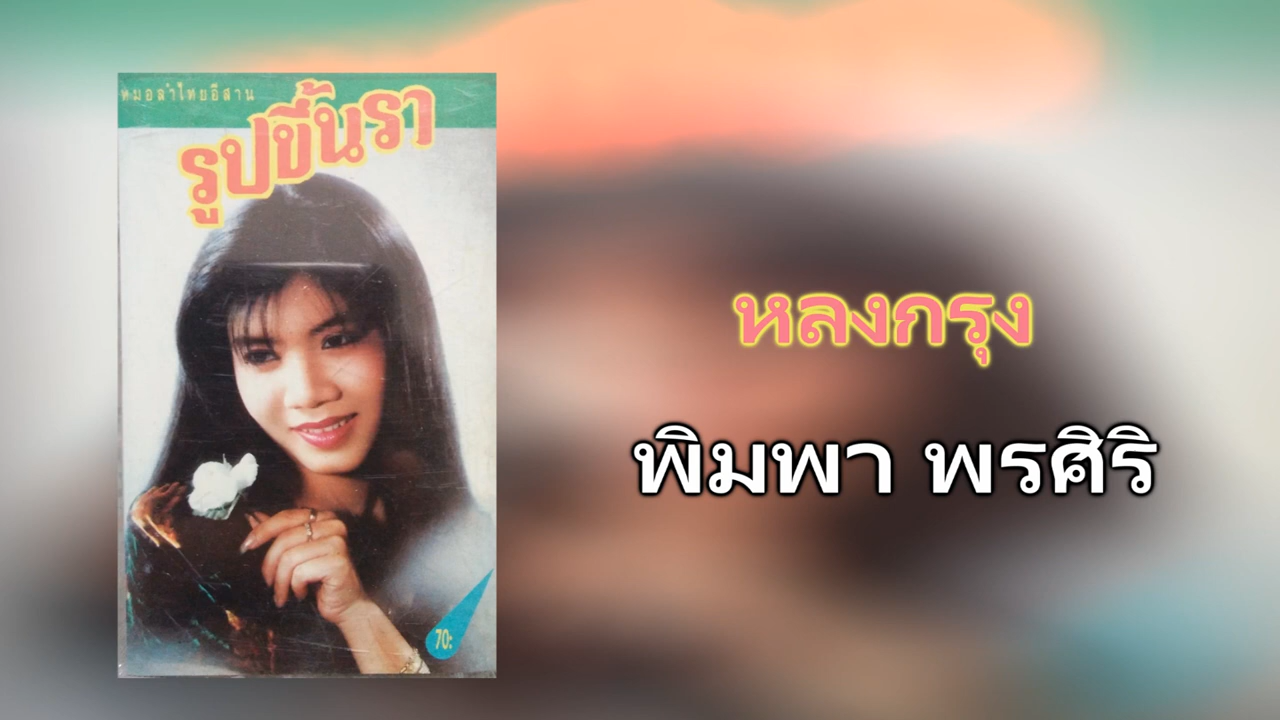 หมอลำไทยอีสาน
รูปขึ้นรา
70:
หลงกรุง
พิมพา พรศิริ